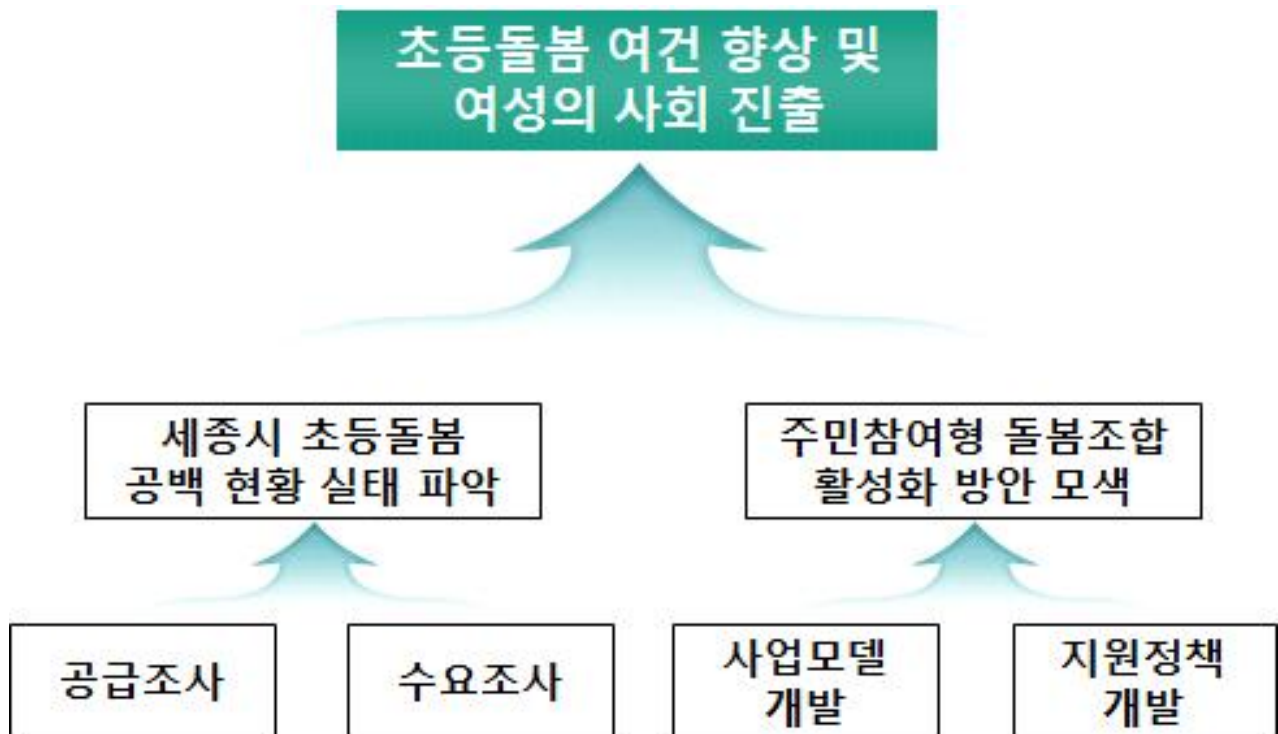 초등돌봄 여건 향상 및
여성의 사회 진출
세종시 초등돌봄
공백 현황 실태 파악
주민참여형 돌봄조합
활성화 방안 모색
공급조사
수요조사
사업모델
개발
지원정책
개발